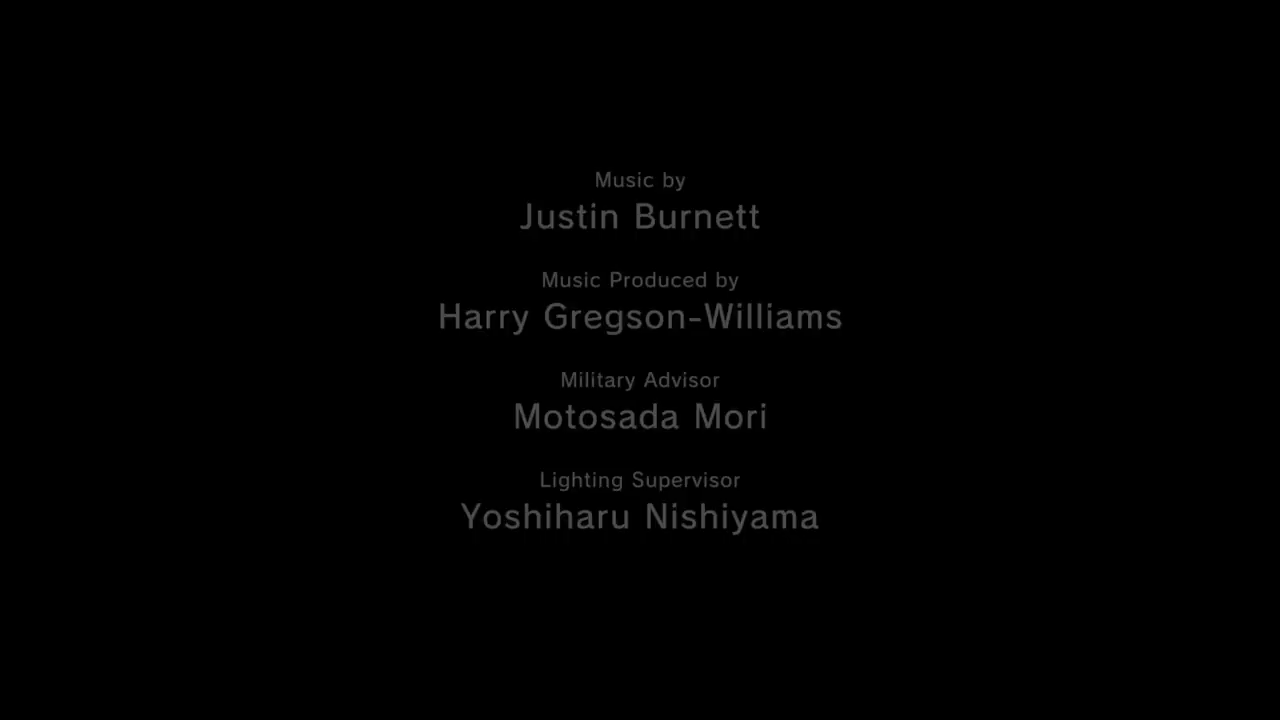 Music by
Justin Burnett
Music Produced by
Harry Gregson-Williams
Military Advisor
Motosada Mori
Lighting Supervisor
Yoshiharu Nishiyama